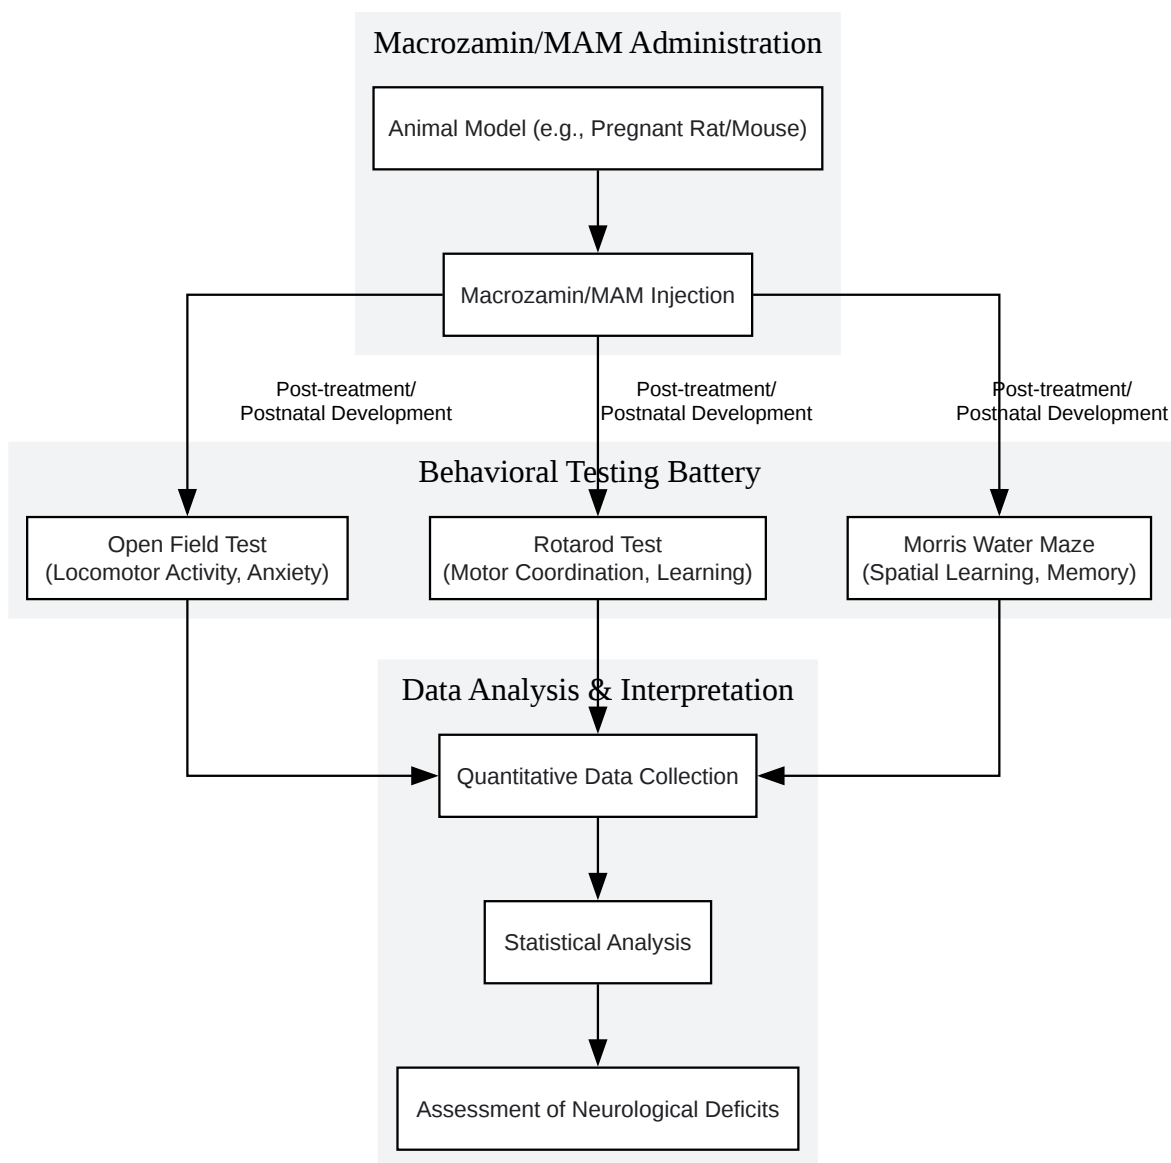 Macrozamin/MAM Administration
Animal Model (e.g., Pregnant Rat/Mouse)
Macrozamin/MAM Injection
Post-treatment/
Postnatal Development
Post-treatment/
Postnatal Development
Post-treatment/
Postnatal Development
Behavioral Testing Battery
Open Field Test
(Locomotor Activity, Anxiety)
Rotarod Test
(Motor Coordination, Learning)
Morris Water Maze
(Spatial Learning, Memory)
Data Analysis & Interpretation
Quantitative Data Collection
Statistical Analysis
Assessment of Neurological Deficits